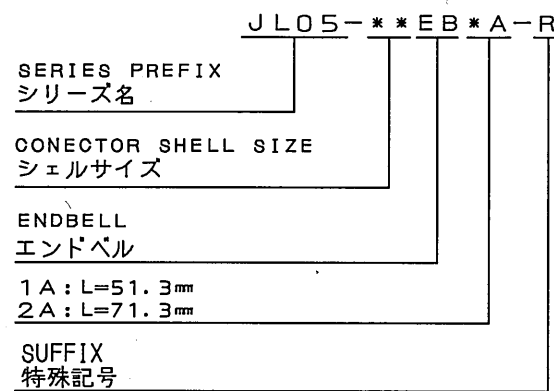 JL05-**EB*A-R
SERIES PREFIX
シリーズ名
CONECTOR SHELL SIZE
シェルサイズ
ENDBELL
エンドベル
1A:L=51.3mm
2A:L=71.3mm
SUFFIX
特殊記号